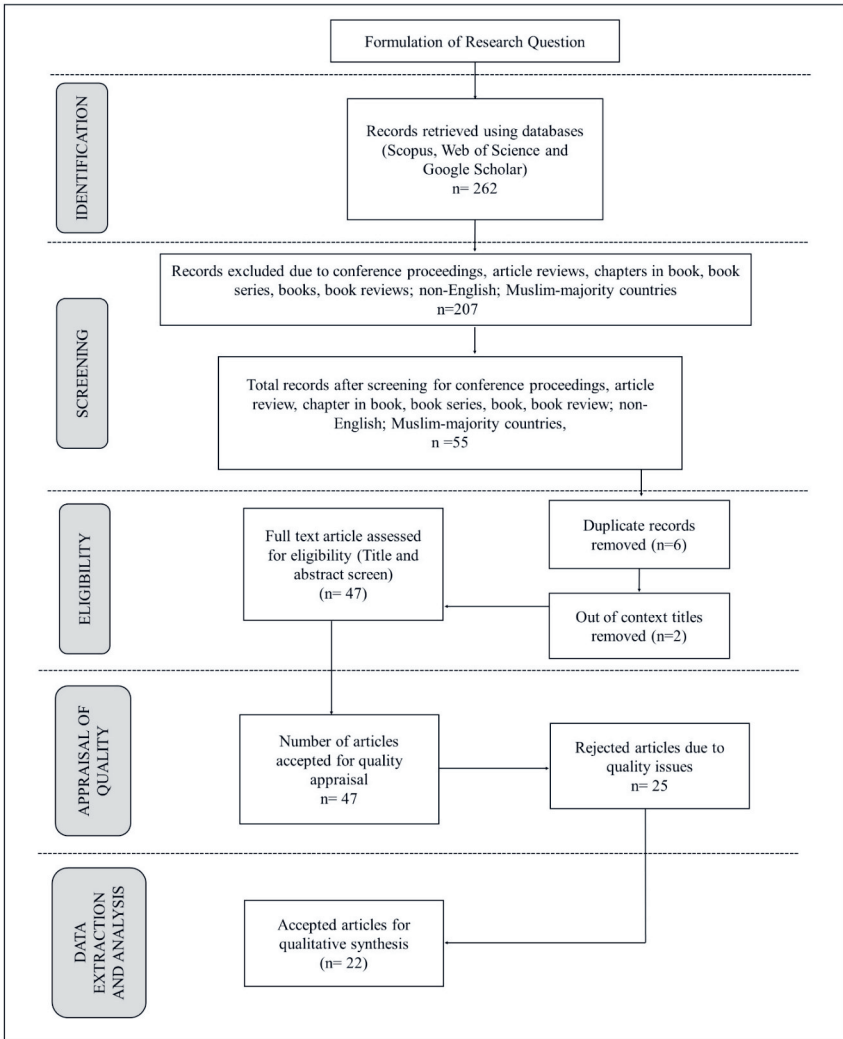 Formulation of Research Question
IDENTIFICATION
Records retrieved using databases
(Scopus, Web of Science and
Google Scholar)
n= 262
SCREENING
Records excluded due to conference proceedings, article reviews, chapters in book, book
series, books, book reviews; non-English; Muslim-majority countries
n=207
Total records after screening for conference proceedings, article
review, chapter in book, book series, book, book review; non-
English; Muslim-majority countries,
n =55
ELIGIBILITY
Duplicate records
removed (n=6)
Out of context titles
removed (n=2)
Full text article assessed
for eligibility (Title and
abstract screen)
(n= 47)
APPRAISAL OF
QUALITY
Number of articles
accepted for quality
appraisal
n= 47
Rejected articles due to
quality issues
n= 25
DATA
EXTRACTION
AND ANALYSIS
Accepted articles for
qualitative synthesis
(n= 22)